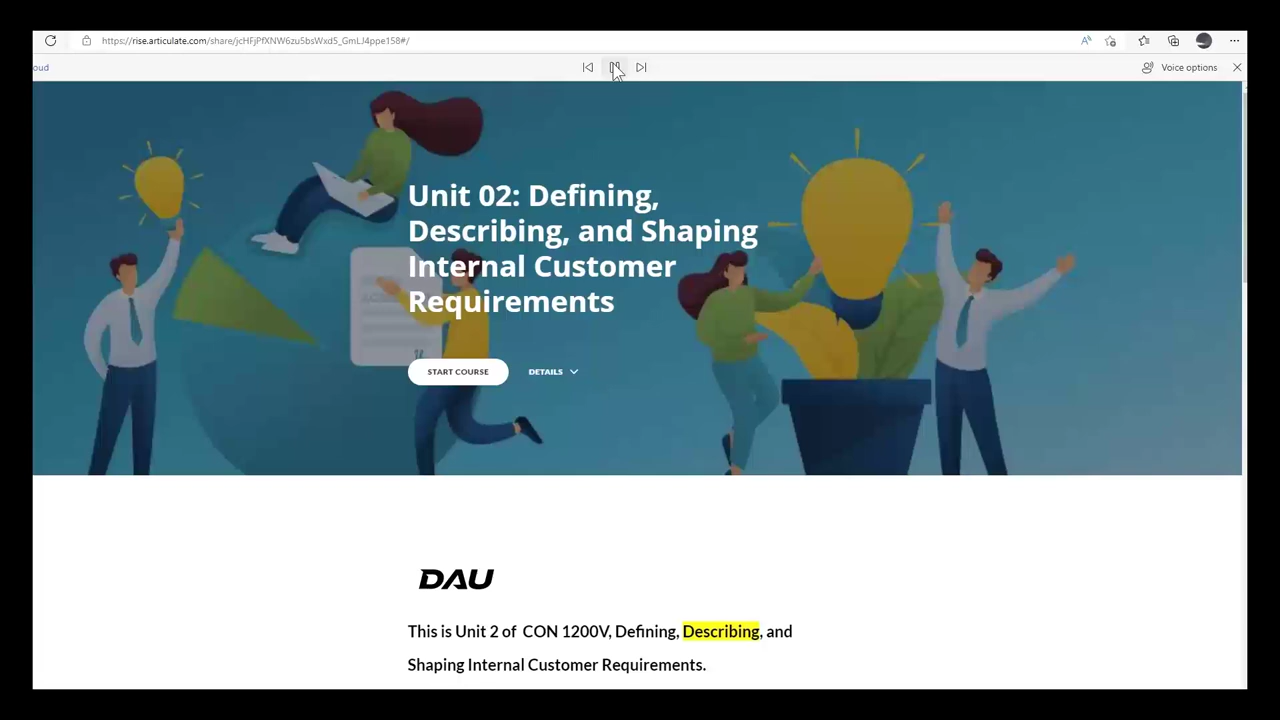 https://rise.articulate.com/share/jcHFjPfXNW6zu5bsWxd5_GmLJ4ppe158#/
oud
Voice options
Unit 02: Defining,
Describing, and Shaping
Internal Customer
Requirements
START COURSE
DETAILS
DAU
This is Unit 2 of CON 1200V, Defining, Describing, and
Shaping Internal Customer Requirements.